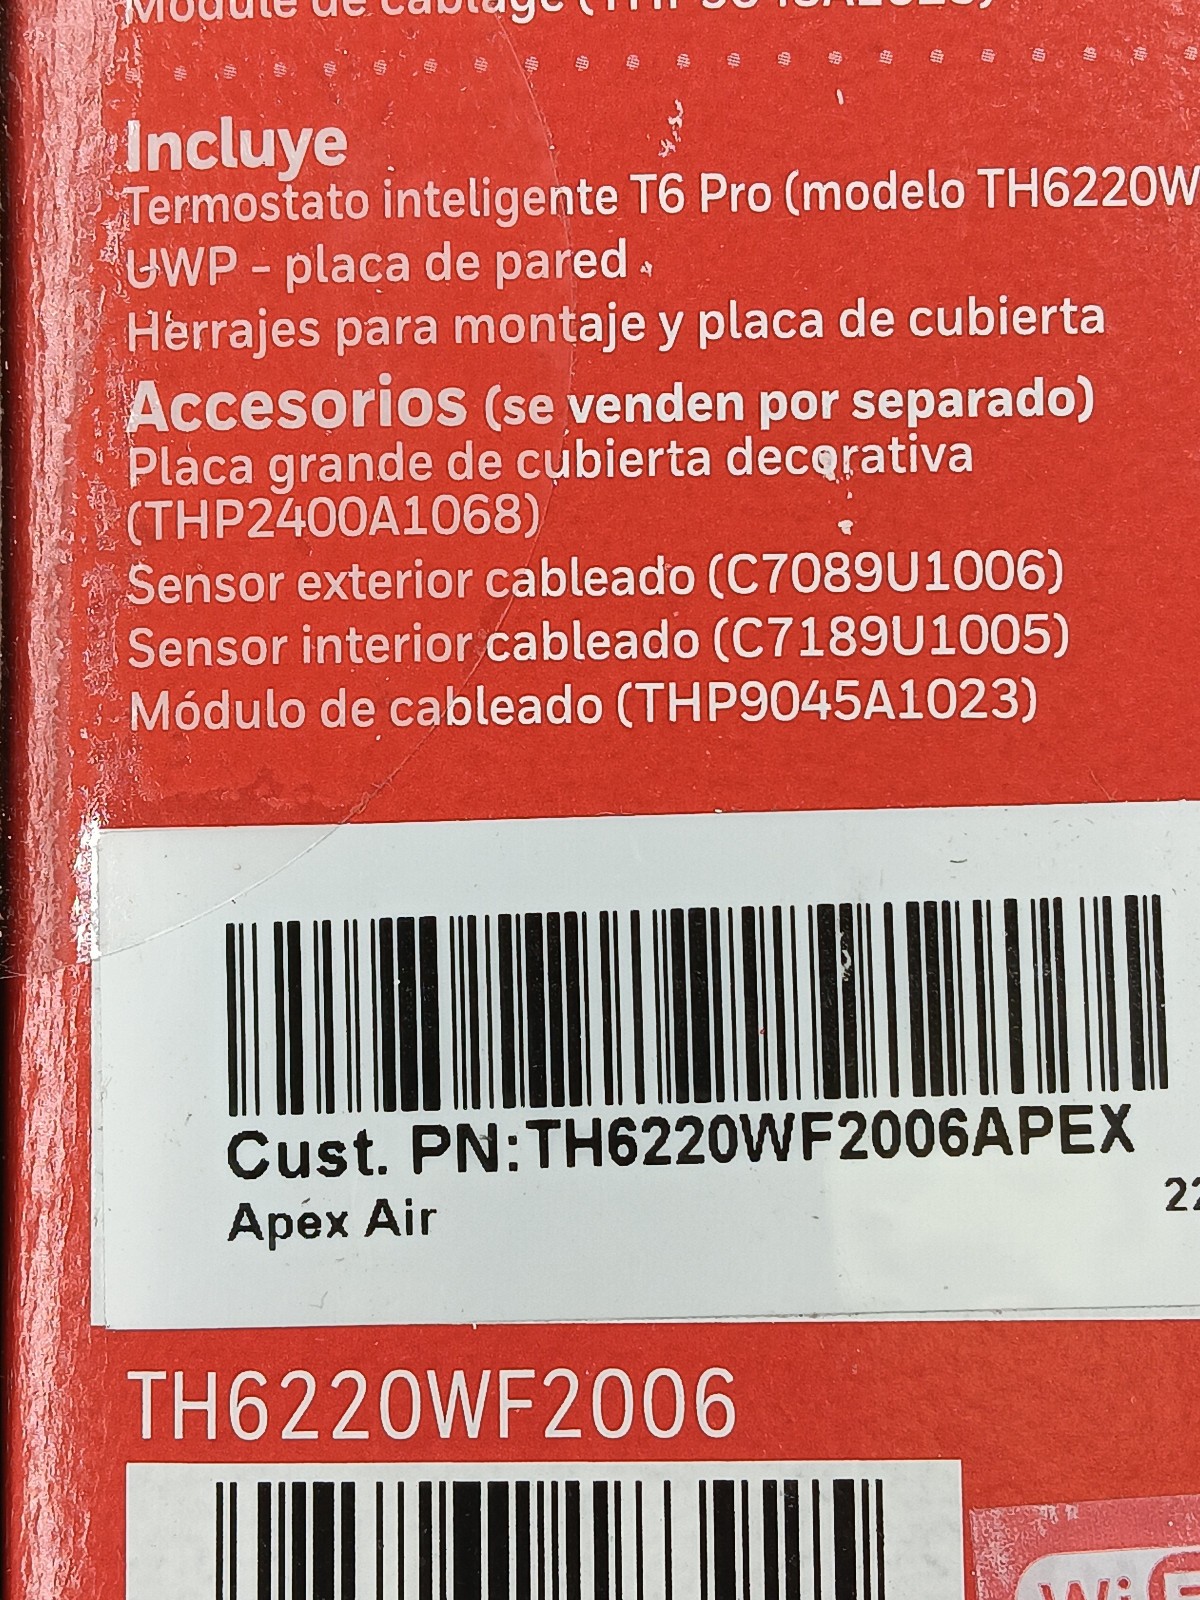 Incluye
Termostato inteligente T6 Pro (modelo TH6220W
UWP - placa de pared
Herrajes para montaje y placa de cubierta
Accesorios (se venden por separado)
Placa grande de cubierta decorativa
(THP2400A1068)
Sensor exterior cableado (C7089U1006)
Sensor interior cableado (C7189U1005)
Módulo de cableado (THP9045A1023)
Cust. PN:TH6220WF2006APEX
Apex Air
22
TH6220WF2006
Wi